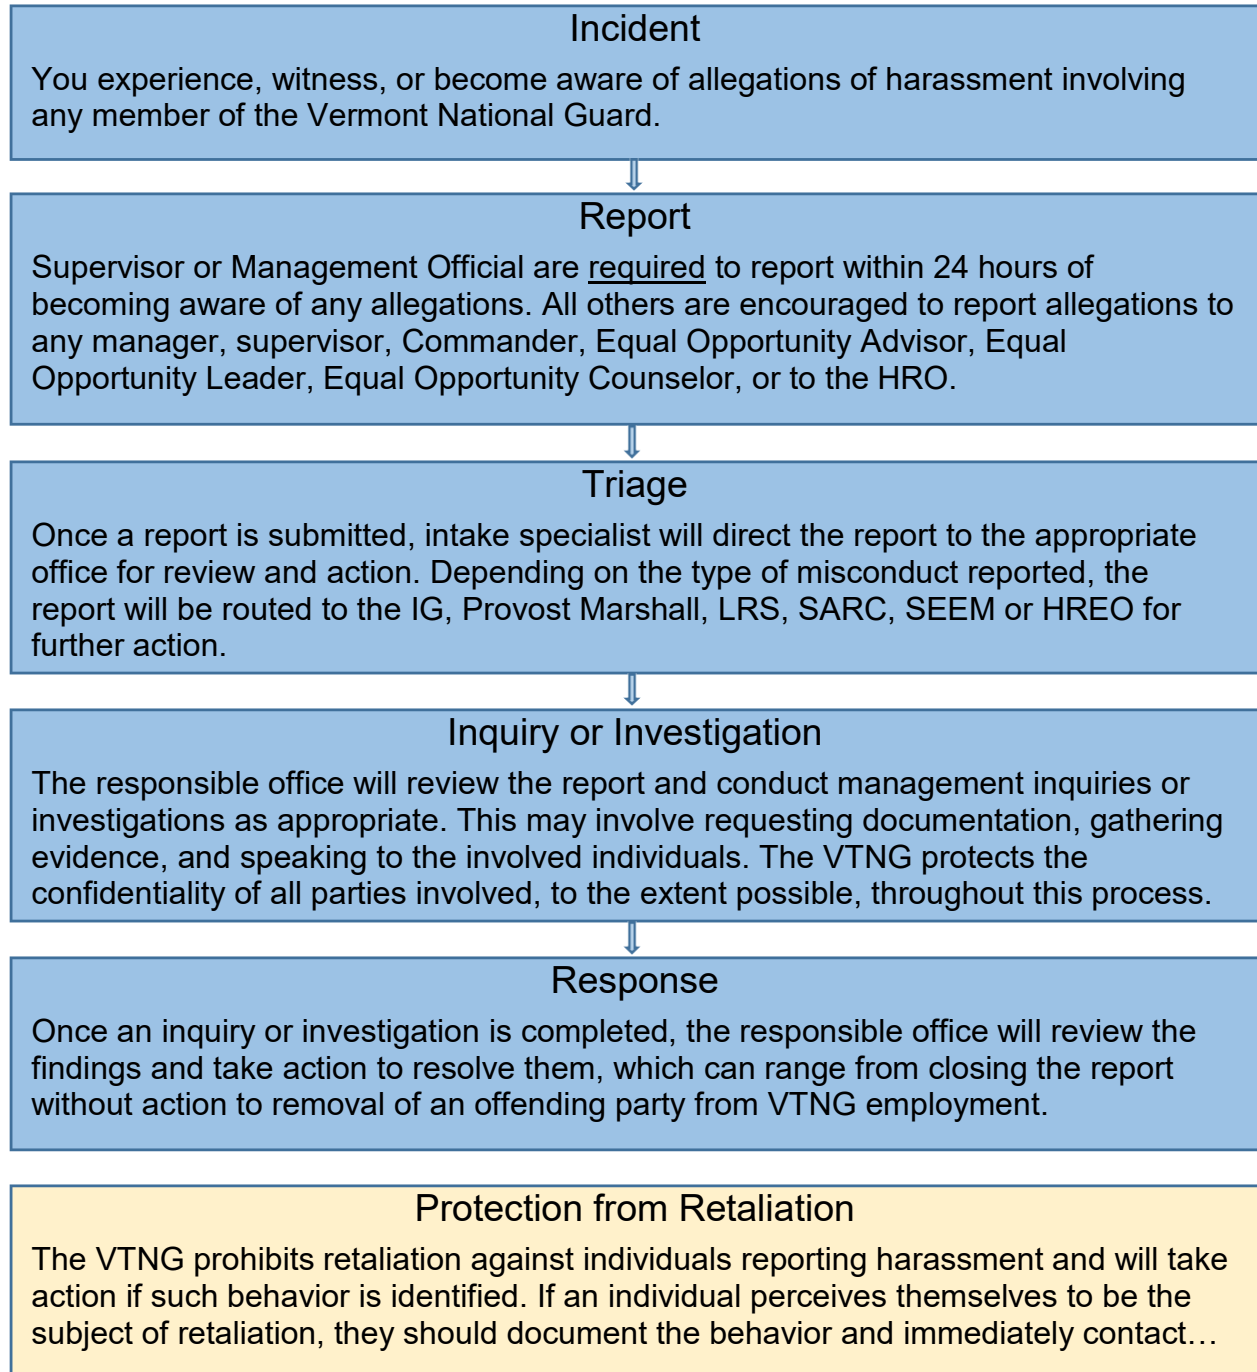 Incident
You experience, witness, or become aware of allegations of harassment involving
any member of the Vermont National Guard.
Report
Supervisor or Management Official are required to report within 24 hours of
becoming aware of any allegations. All others are encouraged to report allegations to
any manager, supervisor, Commander, Equal Opportunity Advisor, Equal
Opportunity Leader, Equal Opportunity Counselor, or to the HRO.
Triage
Once a report is submitted, intake specialist will direct the report to the appropriate
office for review and action. Depending on the type of misconduct reported, the
report will be routed to the IG, Provost Marshall, LRS, SARC, SEEM or HREO for
further action.
Inquiry or Investigation
The responsible office will review the report and conduct management inquiries or
investigations as appropriate. This may involve requesting documentation, gathering
evidence, and speaking to the involved individuals. The VTNG protects the
confidentiality of all parties involved, to the extent possible, throughout this process.
Response
Once an inquiry or investigation is completed, the responsible office will review the
findings and take action to resolve them, which can range from closing the report
without action to removal of an offending party from VTNG employment.
Protection from Retaliation
The VTNG prohibits retaliation against individuals reporting harassment and will take
action if such behavior is identified. If an individual perceives themselves to be the
subject of retaliation, they should document the behavior and immediately contact…